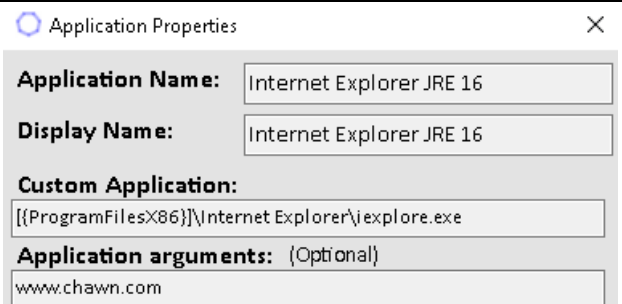 Application Properties
Application Name: Internet Explorer JRE 16
Display Name: Internet Explorer JRE 16
Custom Application:
[{ProgramFilesX86}]\Internet Explorer\iexplore.exe
Application arguments: (Optional)
www.chawn.com